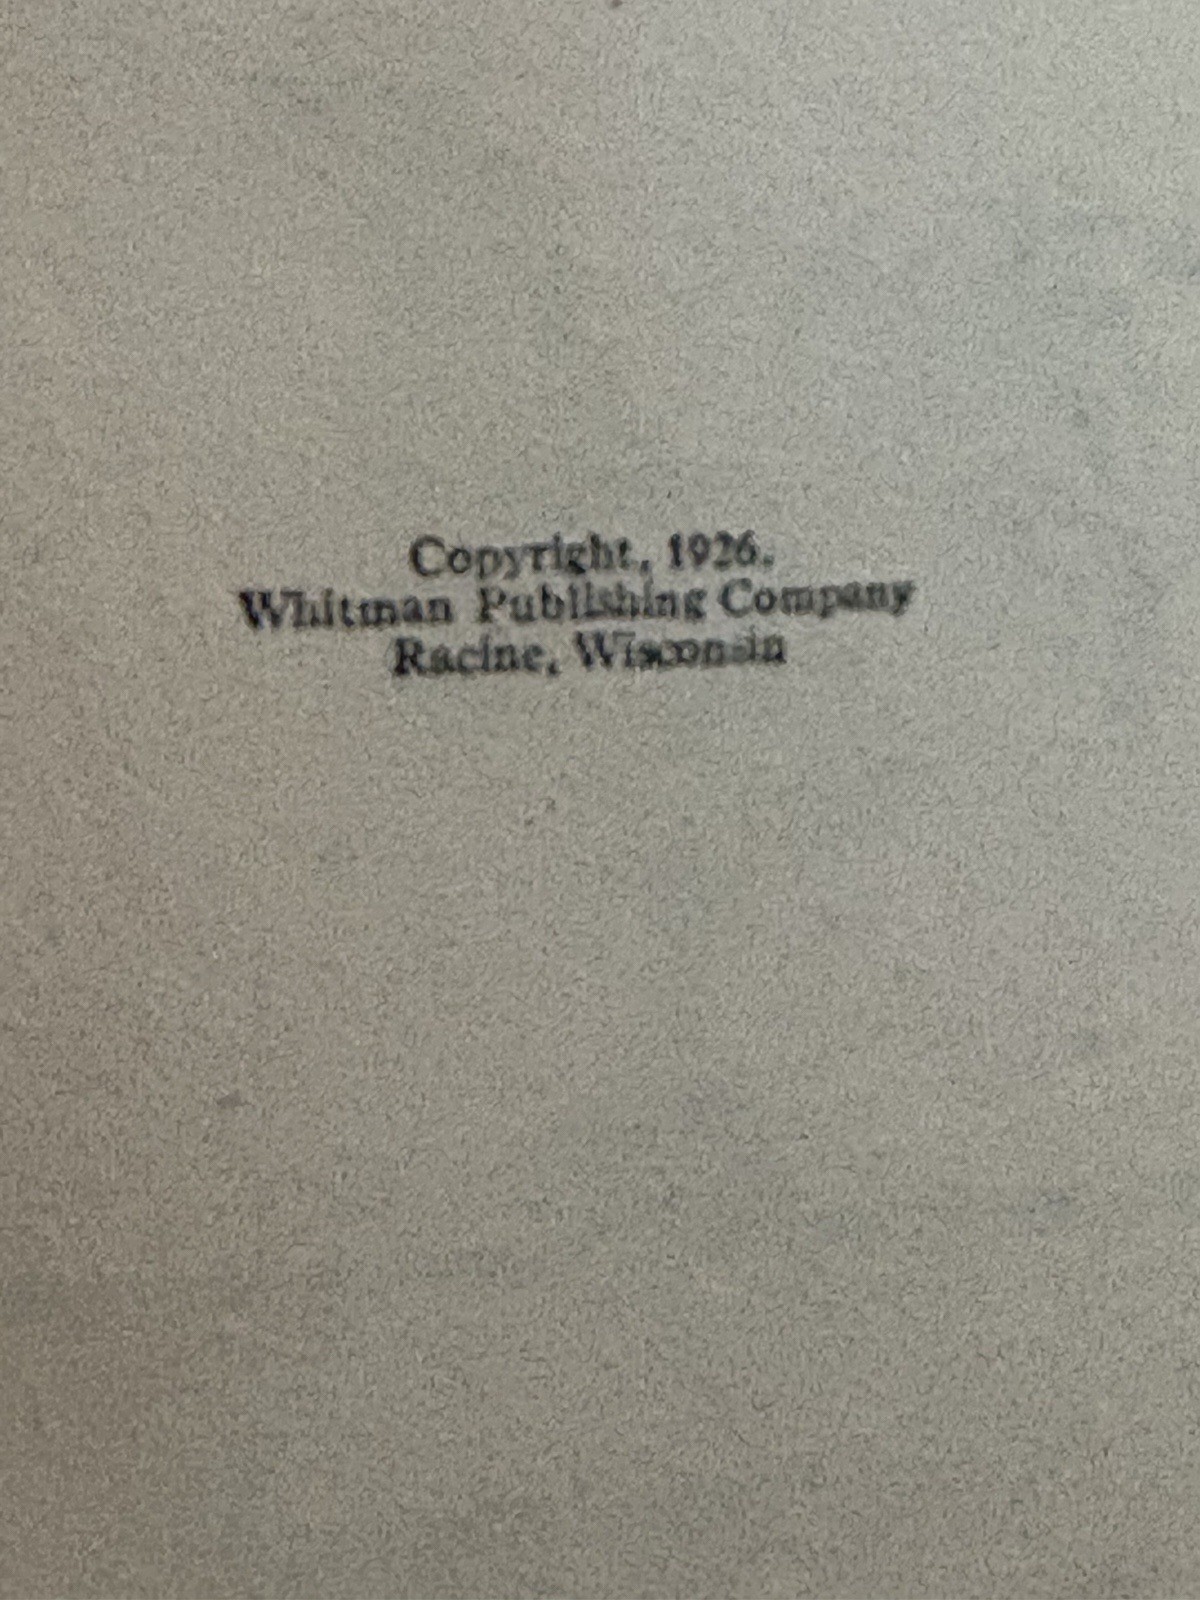 Copyright, 1926.
Whitman Publishing Company
Racine, Wisconsin